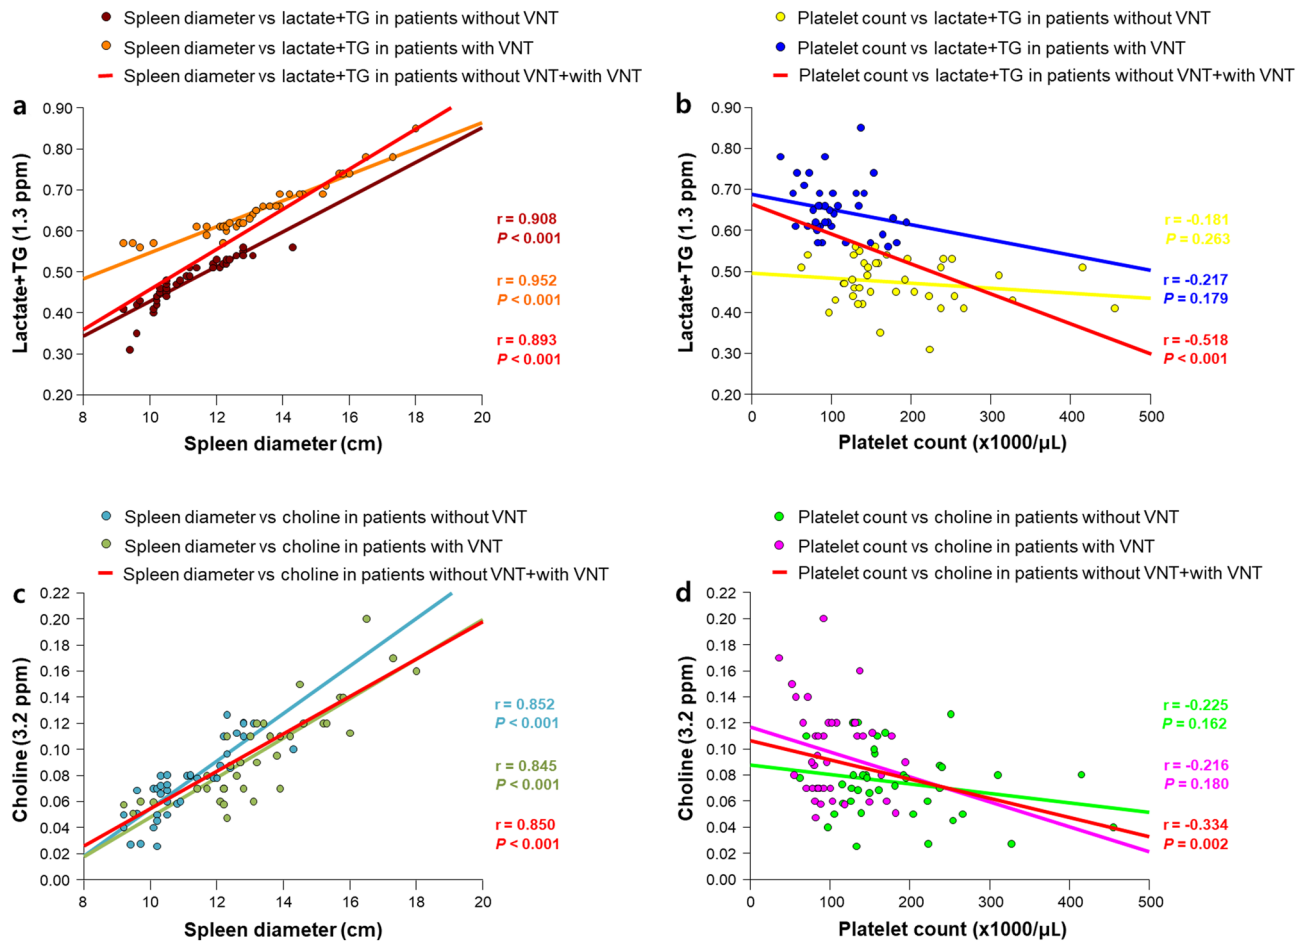 Spleen diameter vs lactate+TG in patients without VNT
Spleen diameter vs lactate+TG in patients with VNT
Spleen diameter vs lactate+TG in patients without VNT+with VNT
a
0.90
0.80
0.70
0.60
0.50
0.40
0.30
0.20
Lactate+TG (1.3 ppm)
8
10
12
14
16
18
20
Spleen diameter (cm)
r = 0.908
P < 0.001
r = 0.952
P < 0.001
r = 0.893
P < 0.001
Platelet count vs lactate+TG in patients without VNT
Platelet count vs lactate+TG in patients with VNT
Platelet count vs lactate+TG in patients without VNT+with VNT
b
0.90
0.80
0.70
0.60
0.50
0.40
0.30
0.20
Lactate+TG (1.3 ppm)
0
100
200
300
400
500
Platelet count (x1000/μL)
r = -0.181
P = 0.263
r = -0.217
P = 0.179
r = -0.518
P < 0.001
Spleen diameter vs choline in patients without VNT
Spleen diameter vs choline in patients with VNT
Spleen diameter vs choline in patients without VNT+with VNT
c
0.22
0.20
0.18
0.16
0.14
0.12
0.10
0.08
0.06
0.04
0.02
0.00
Choline (3.2 ppm)
8
10
12
14
16
18
20
Spleen diameter (cm)
r = 0.852
P < 0.001
r = 0.845
P < 0.001
r = 0.850
P < 0.001
Platelet count vs choline in patients without VNT
Platelet count vs choline in patients with VNT
Platelet count vs choline in patients without VNT+with VNT
d
0.22
0.20
0.18
0.16
0.14
0.12
0.10
0.08
0.06
0.04
0.02
0.00
Choline (3.2 ppm)
0
100
200
300
400
500
Platelet count (x1000/μL)
r = -0.225
P = 0.162
r = -0.216
P = 0.180
r = -0.334
P = 0.002